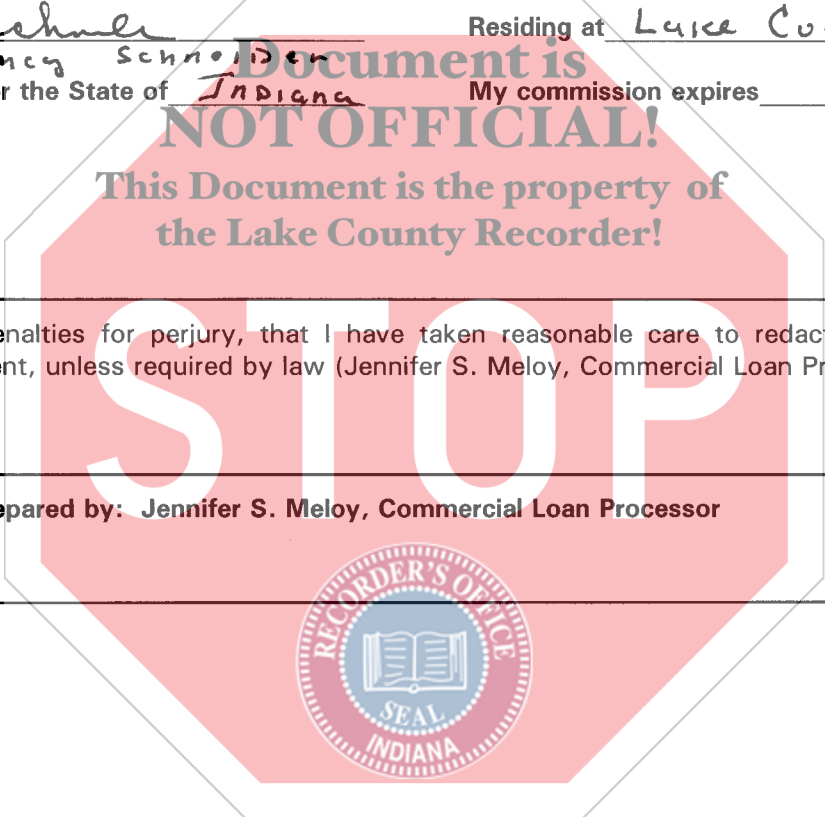 Residing at Lake Co
ncy Schneider
Document is
r the State of Indiana My commission expires
NOT OFFICIAL!
This Document is the property of
the Lake County Recorder!
enalties for perjury, that I have taken reasonable care to redact
ent, unless required by law (Jennifer S. Meloy, Commercial Loan Pr
STOP
epared by: Jennifer S. Meloy, Commercial Loan Processor
RECORDER'S OFFICE
SEAL
INDIANA